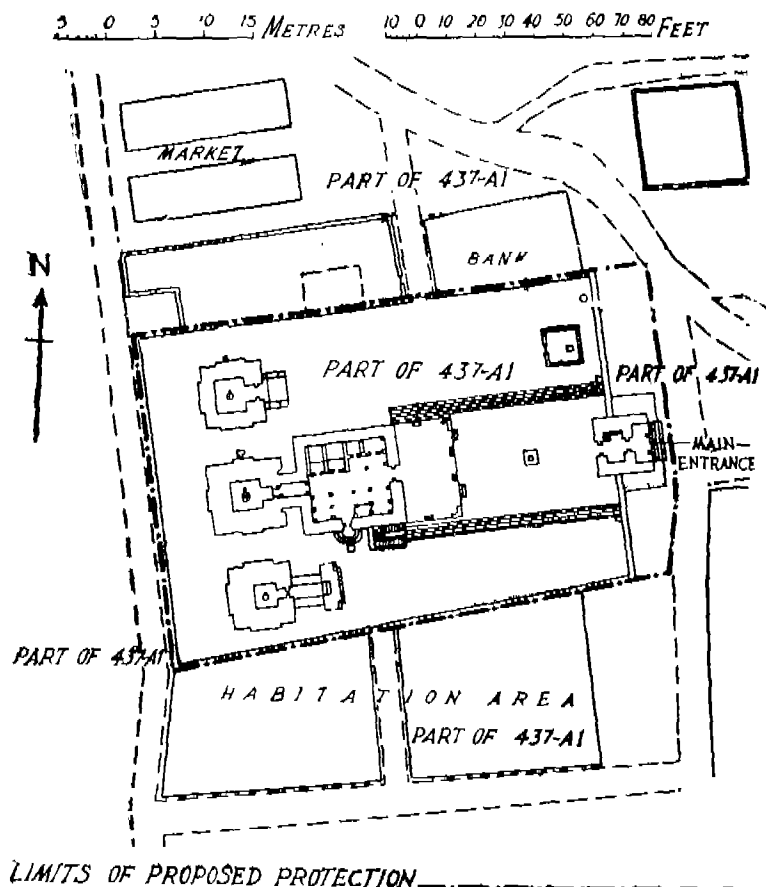 5 0 5 10 15 METRES 10 0 10 20 30 40 50 60 70 80 FEET
MARKET
PART OF 437-A1
BANK
N
PART OF 437-A1
PART OF 437-A1
MAIN
ENTRANCE
PART OF 437-A1
HABITATION AREA
PART OF 437-A1
LIMITS OF PROPOSED PROTECTION